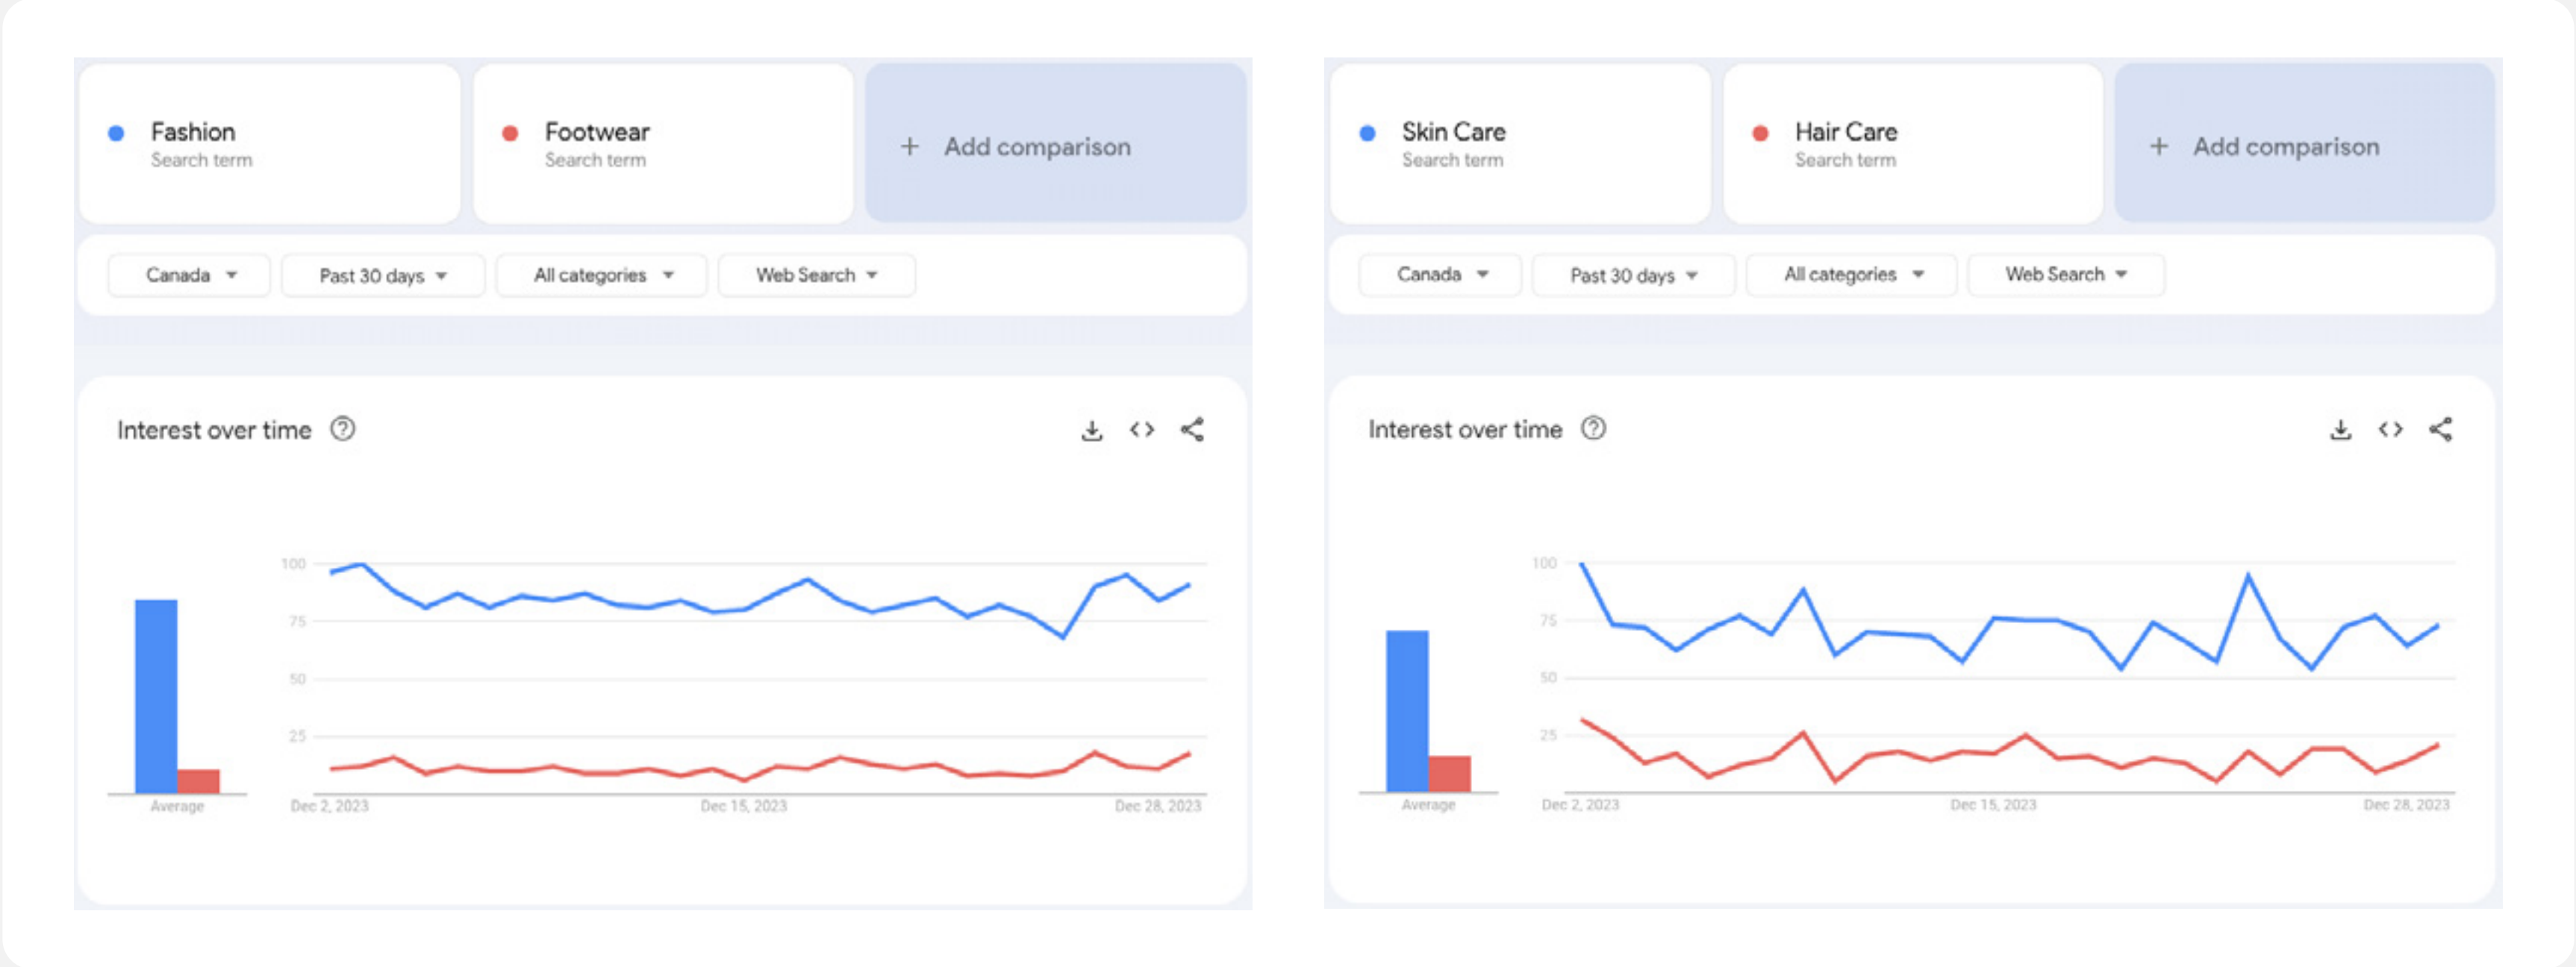 Fashion
Search term
Footwear
Search term
+ Add comparison
Canada
Past 30 days
All categories
Web Search
Interest over time
100
75
50
25
Average
Dec 2, 2023
Dec 15, 2023
Dec 28, 2023
Skin Care
Search term
Hair Care
Search term
+ Add comparison
Canada
Past 30 days
All categories
Web Search
Interest over time
100
75
50
25
Average
Dec 2, 2023
Dec 15, 2023
Dec 28, 2023